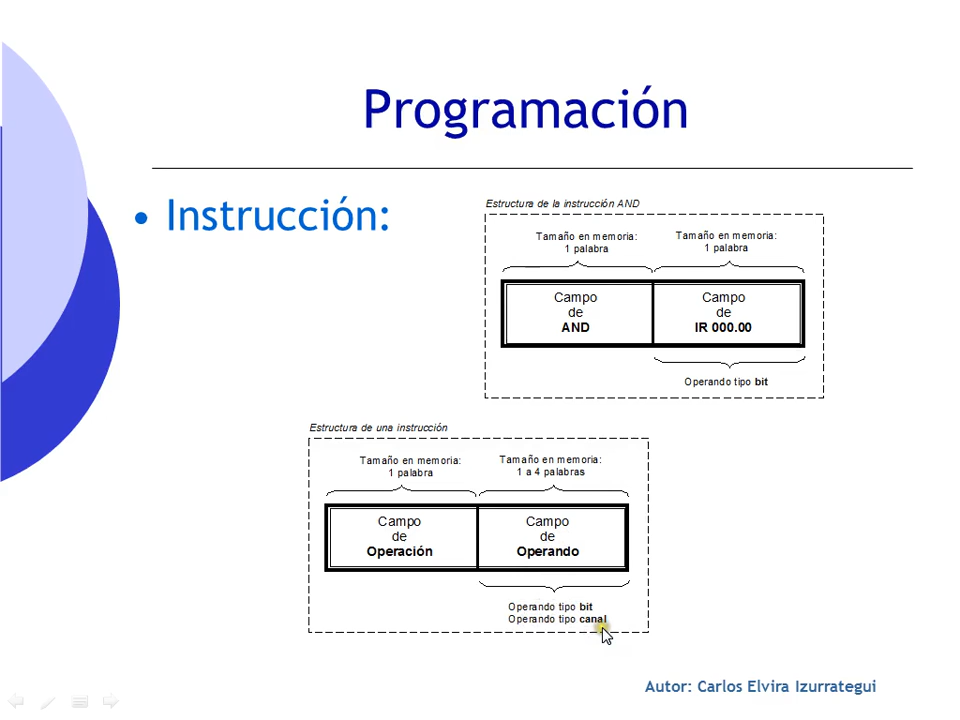 Programación
• Instrucción:
Estructura de la instrucción AND
Tamaño en memoria:
1 palabra
Tamaño en memoria:
1 palabra
Campo
de
AND
Campo
de
IR 000.00
Operando tipo bit
Estructura de una instrucción
Tamaño en memoria:
1 palabra
Tamaño en memoria:
1 a 4 palabras
Campo
de
Operación
Campo
de
Operando
Operando tipo bit
Operando tipo canal
Autor: Carlos Elvira Izurrategui